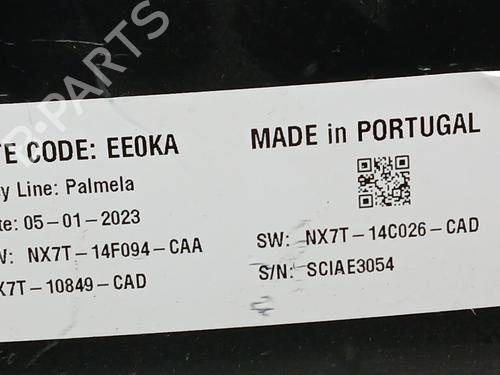 B-PARTS
TE CODE: EE0KA
y Line: Palmela
te: 05-01-2023
W: NX7T-14F094-CAA
X7T-10849-CAD
MADE in PORTUGAL
SW: NX7T-14C026-CAD
S/N: SCIAE3054